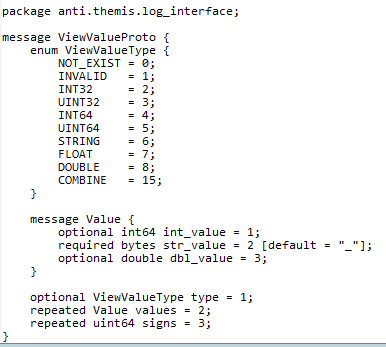 package anti.themis.log_interface;
message ViewValueProto {
enum ViewValueType {
NOT_EXIST = 0;
INVALID = 1;
INT32 = 2;
UINT32 = 3;
INT64 = 4;
UINT64 = 5;
STRING = 6;
FLOAT = 7;
DOUBLE = 8;
COMBINE = 15;
}
message Value {
optional int64 int_value = 1;
required bytes str_value = 2 [default = "_"];
optional double dbl_value = 3;
}
optional ViewValueType type = 1;
repeated Value values = 2;
repeated uint64 signs = 3;
}